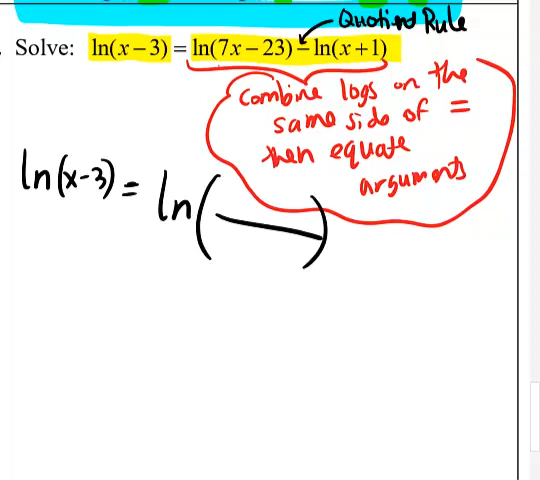 Quotient Rule
Solve: ln(x − 3) = ln(7x − 23) − ln(x + 1)
Combine logs on the
same side of =
then equate
arguments
ln(x-3) = ln(
)